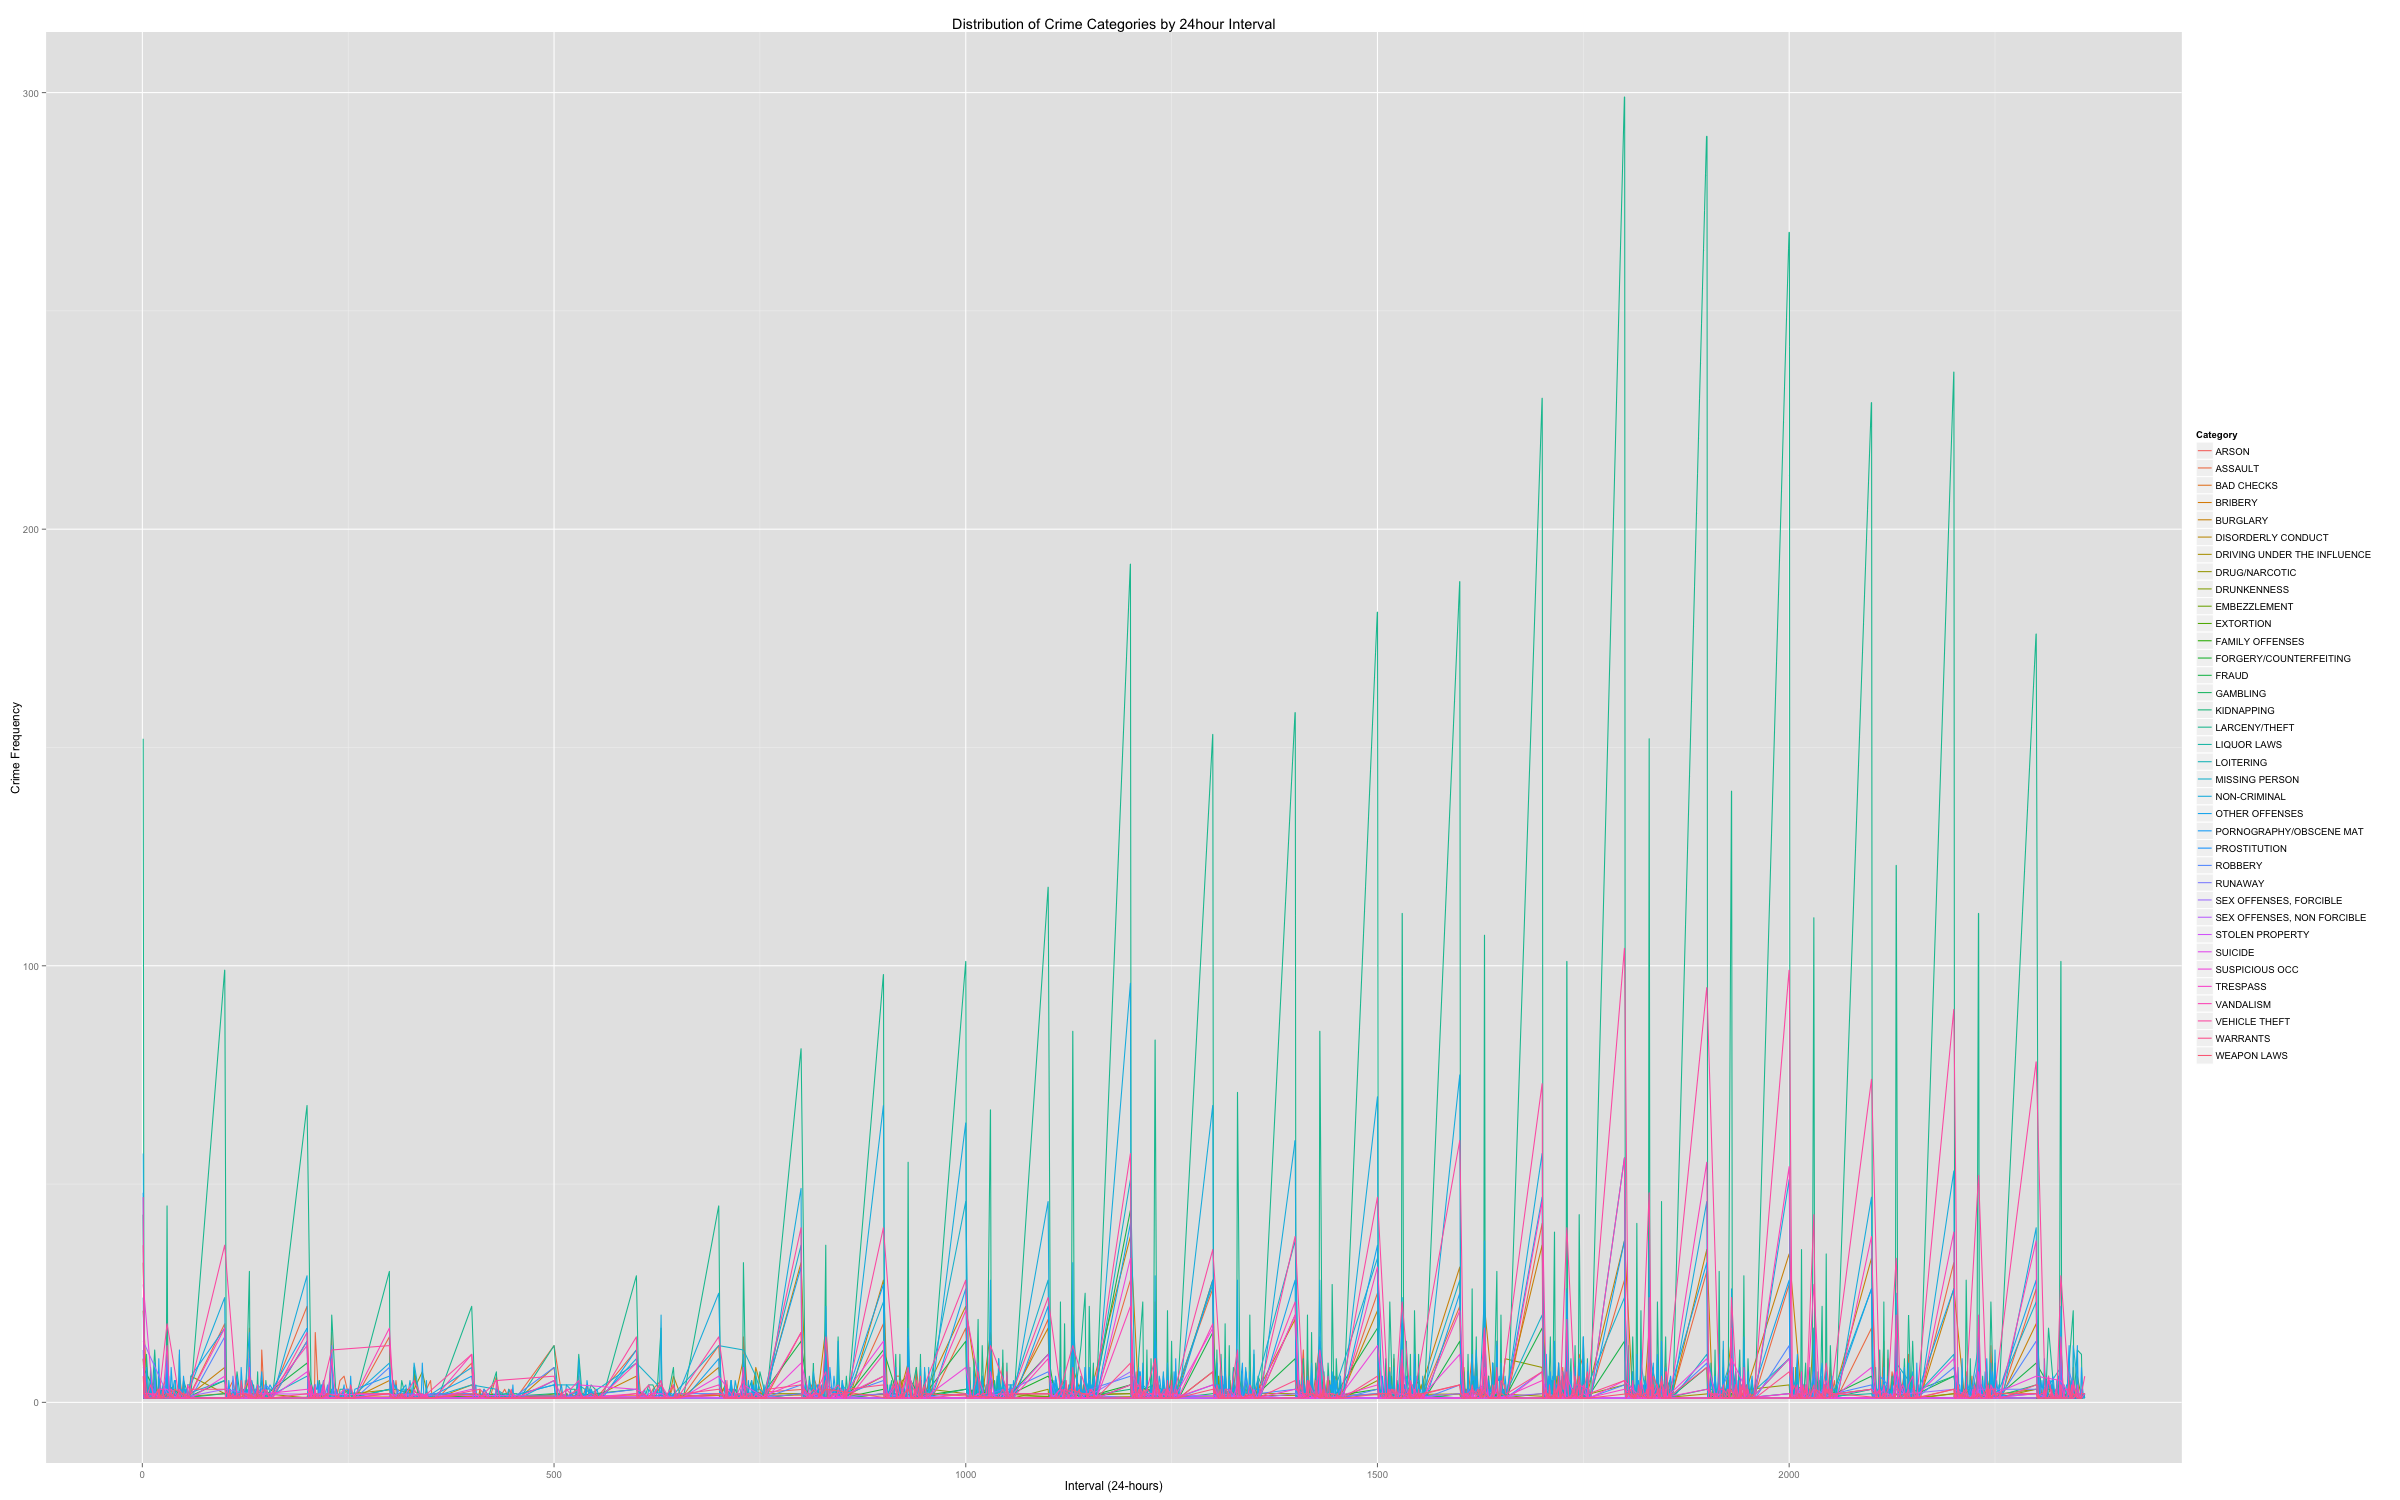 Distribution of Crime Categories by 24hour Interval
300
200
100
0
Crime Frequency
0
500
1000
1500
2000
Interval (24-hours)
Category
ARSON
ASSAULT
BAD CHECKS
BRIBERY
BURGLARY
DISORDERLY CONDUCT
DRIVING UNDER THE INFLUENCE
DRUG/NARCOTIC
DRUNKENNESS
EMBEZZLEMENT
EXTORTION
FAMILY OFFENSES
FORGERY/COUNTERFEITING
FRAUD
GAMBLING
KIDNAPPING
LARCENY/THEFT
LIQUOR LAWS
LOITERING
MISSING PERSON
NON-CRIMINAL
OTHER OFFENSES
PORNOGRAPHY/OBSCENE MAT
PROSTITUTION
ROBBERY
RUNAWAY
SEX OFFENSES, FORCIBLE
SEX OFFENSES, NON FORCIBLE
STOLEN PROPERTY
SUICIDE
SUSPICIOUS OCC
TRESPASS
VANDALISM
VEHICLE THEFT
WARRANTS
WEAPON LAWS